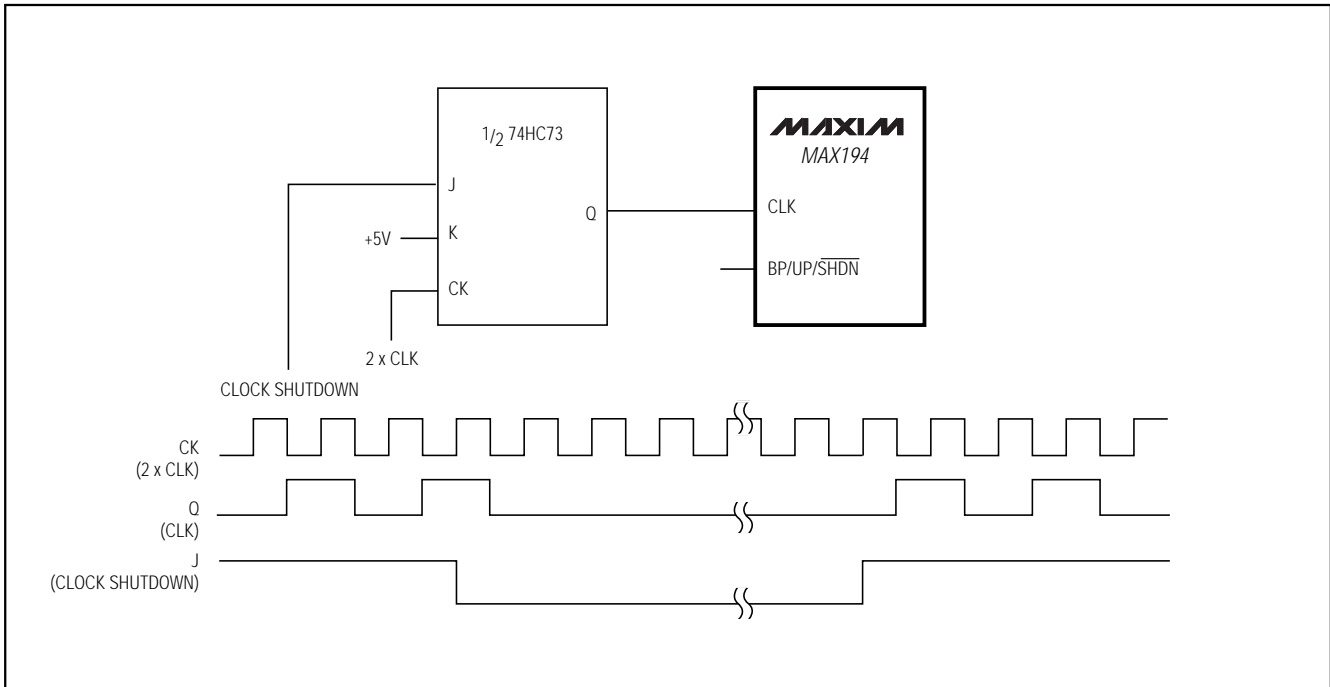 1/2 74HC73
J
K
CK
Q
+5V
2 x CLK
CLOCK SHUTDOWN
MAXIM
MAX194
CLK
BP/UP/SHDN
CK
(2 x CLK)
Q
(CLK)
J
(CLOCK SHUTDOWN)